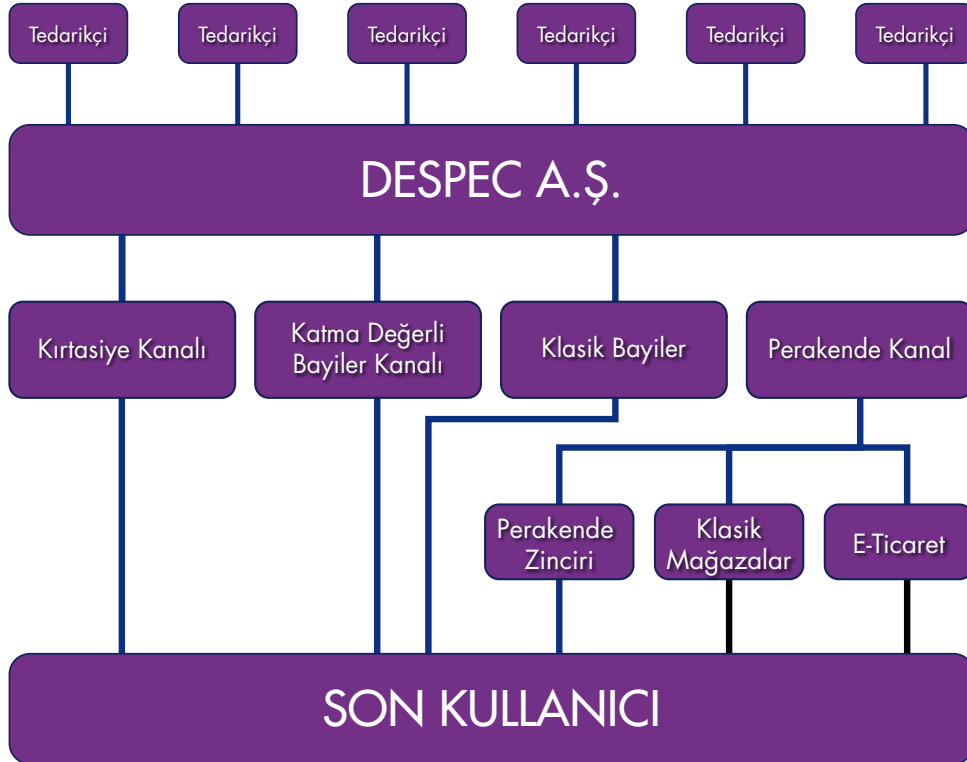 Tedarikçi
Tedarikçi
Tedarikçi
Tedarikçi
Tedarikçi
Tedarikçi
DESPEC A.Ş.
Kırtasiye Kanalı
Katma Değerli
Bayiler Kanalı
Klasik Bayiler
Perakende Kanal
Perakende
Zinciri
Klasik
Mağazalar
E-Ticaret
SON KULLANICI